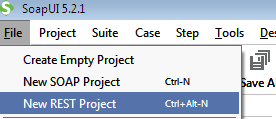 SoapUI 5.2.1
File Project Suite Case Step Tools
Create Empty Project
New SOAP Project Ctrl-N
Save
New REST Project Ctrl+Alt-N